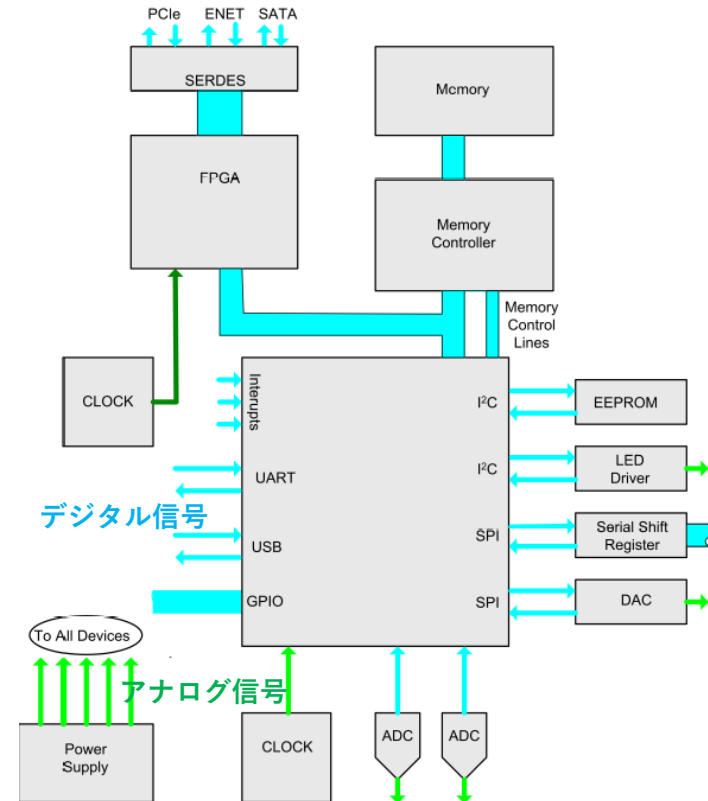 PCIe ENET SATA
SERDES
Memory
FPGA
Memory
Controller
Memory
Control
Lines
CLOCK
Interupts
I²C
EEPROM
UART
I²C
LED
Driver
デジタル信号
USB
SPI
Serial Shift
Register
GPIO
SPI
DAC
To All Devices
アナログ信号
Power
Supply
CLOCK
ADC
ADC